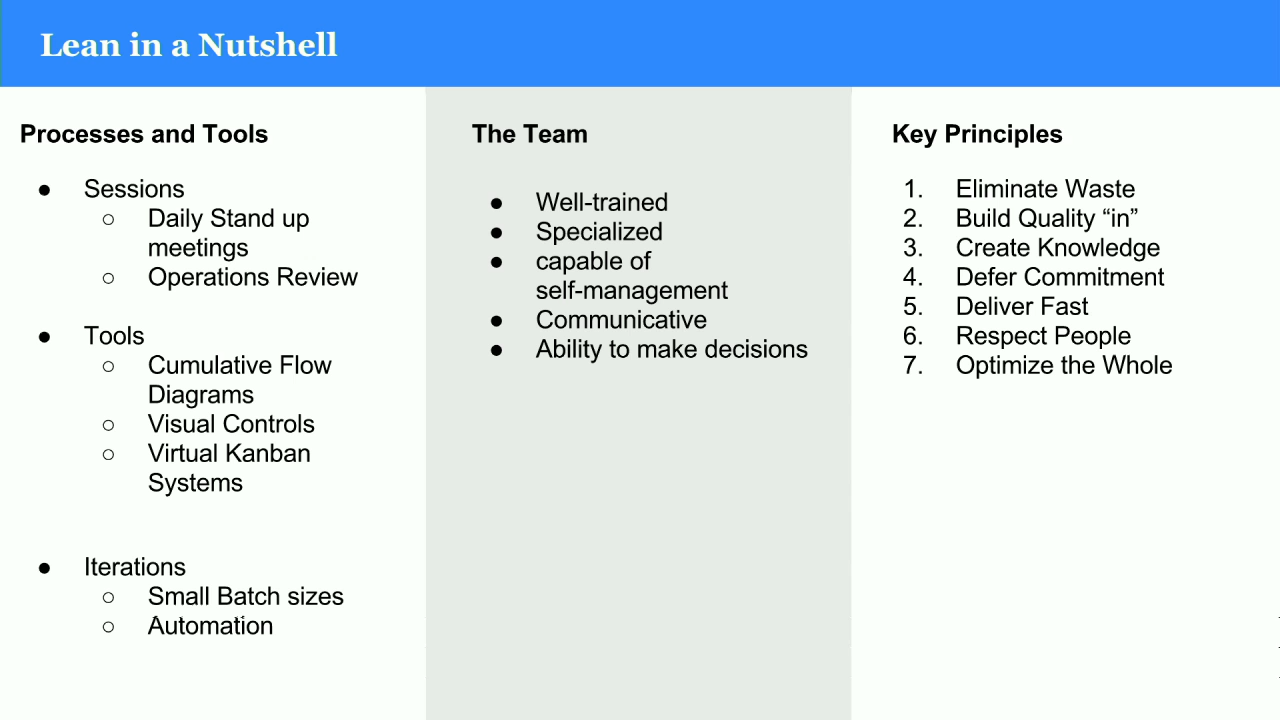 Lean in a Nutshell
Processes and Tools
● Sessions
○ Daily Stand up
meetings
○ Operations Review
● Tools
○ Cumulative Flow
Diagrams
○ Visual Controls
○ Virtual Kanban
Systems
● Iterations
○ Small Batch sizes
○ Automation
The Team
● Well-trained
● Specialized
● capable of
self-management
● Communicative
● Ability to make decisions
Key Principles
1. Eliminate Waste
2. Build Quality “in”
3. Create Knowledge
4. Defer Commitment
5. Deliver Fast
6. Respect People
7. Optimize the Whole